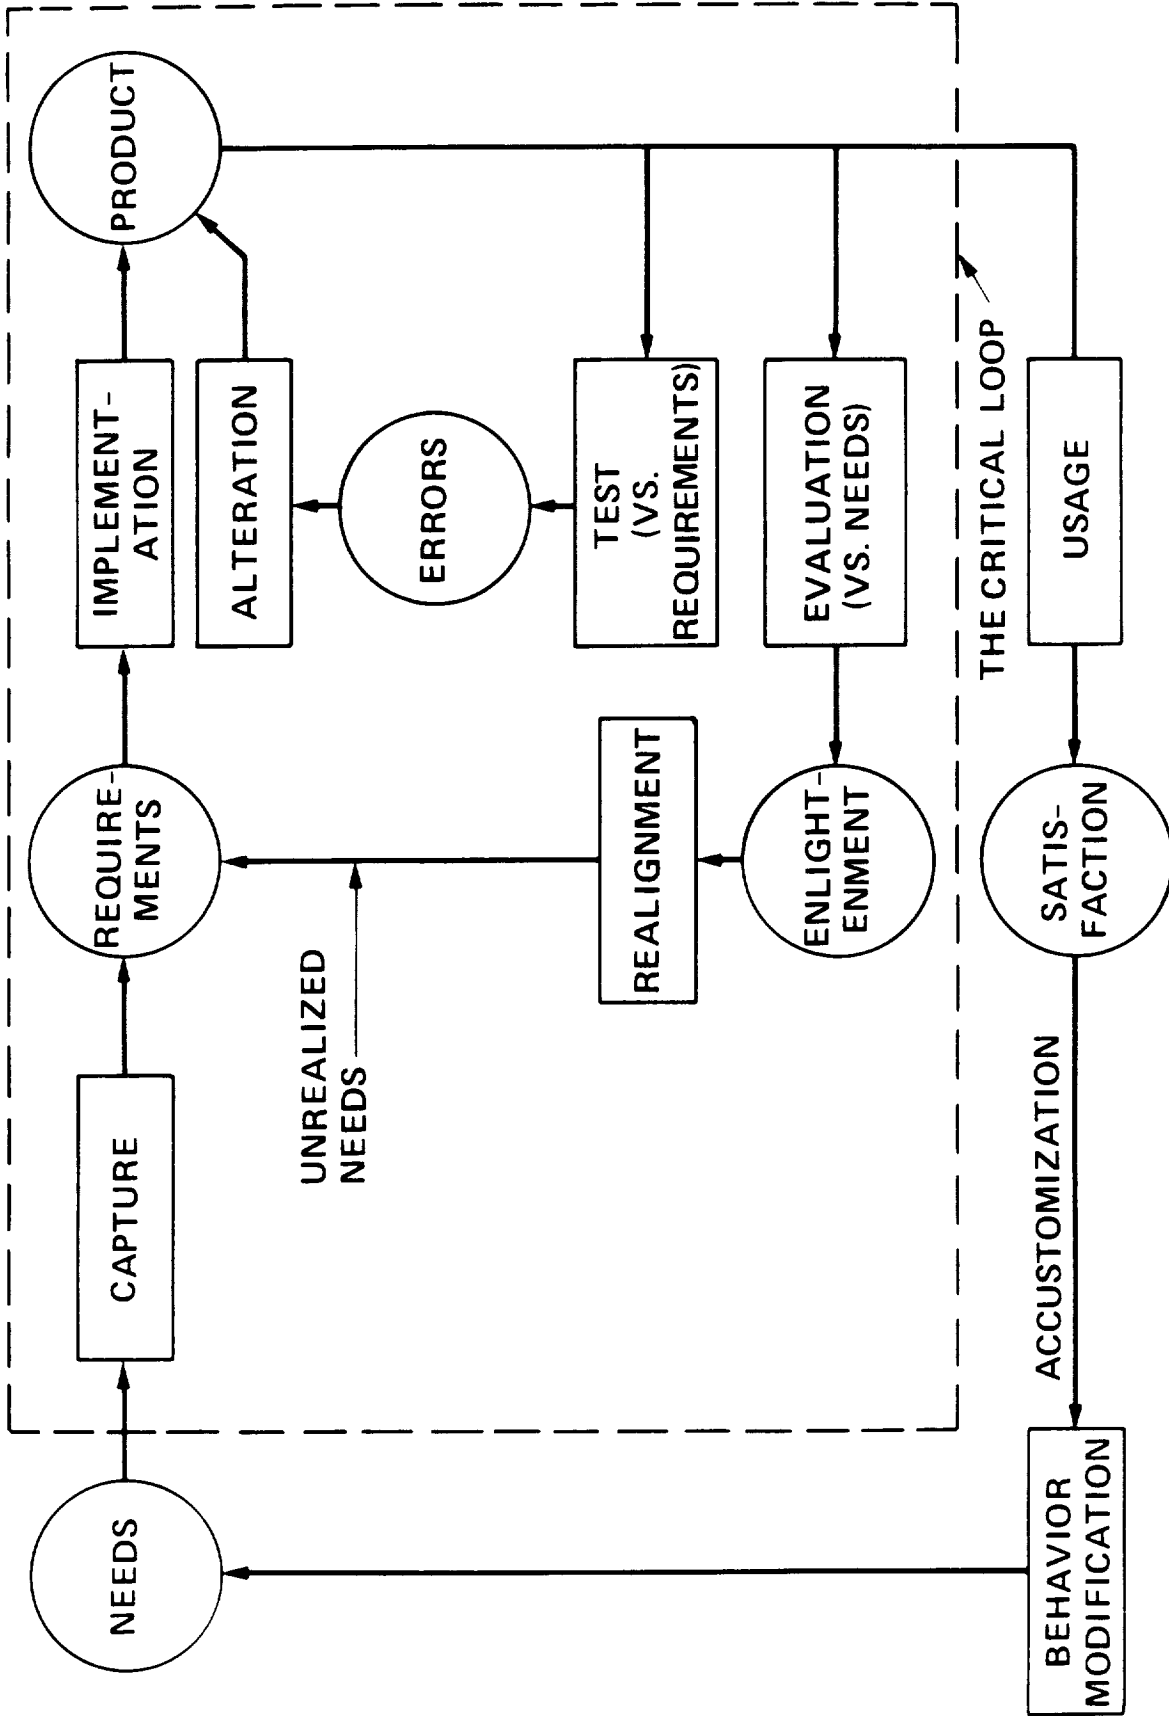 NEEDS
CAPTURE
REQUIRE-
MENTS
IMPLEMENT-
ATION
PRODUCT
ALTERATION
ERRORS
UNREALIZED
NEEDS
REALIGNMENT
TEST
(VS.
REQUIREMENTS)
ENLIGHT-
ENMENT
EVALUATION
(VS. NEEDS)
THE CRITICAL LOOP
BEHAVIOR
MODIFICATION
ACCUSTOMIZATION
SATIS-
FACTION
USAGE